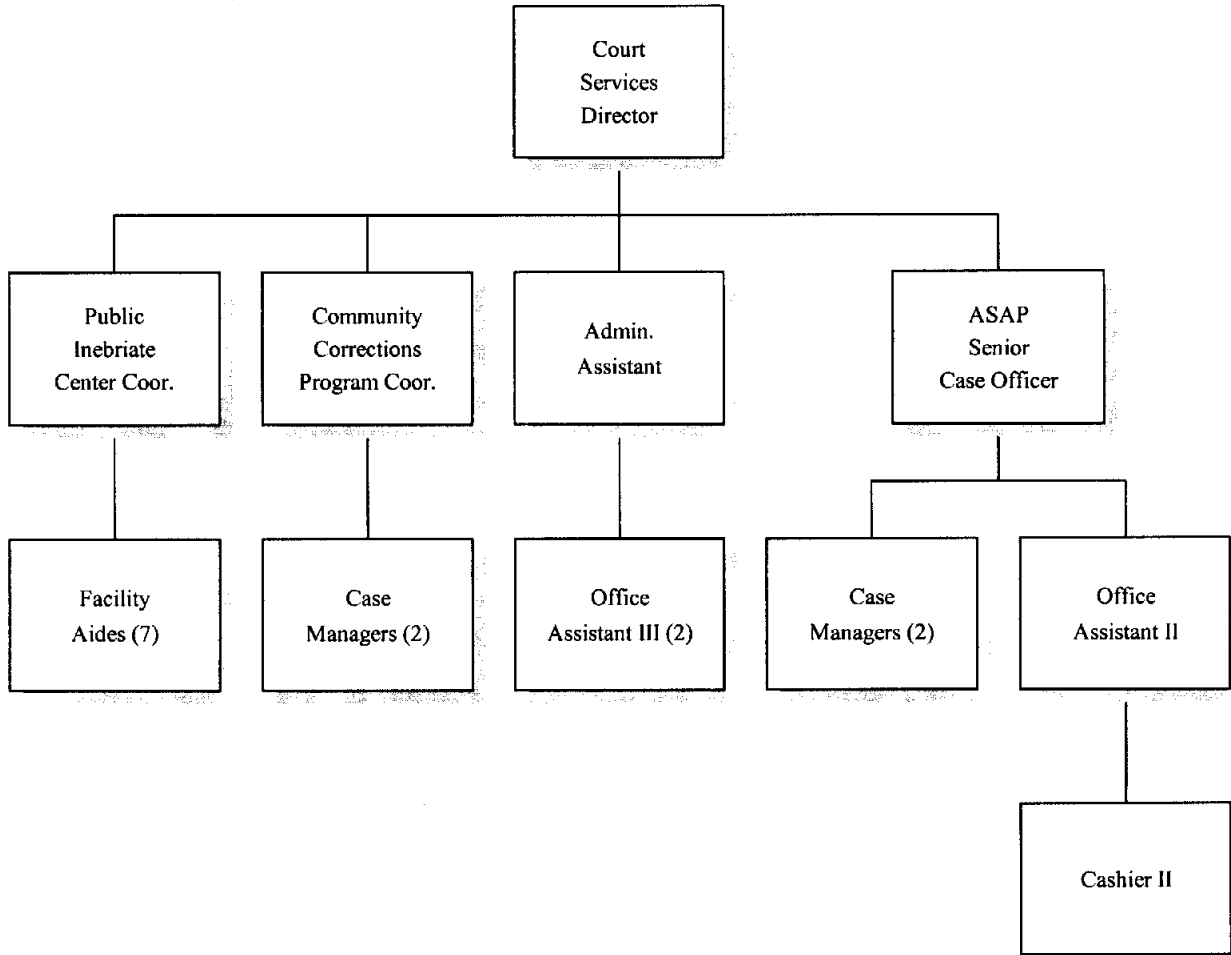 Court
Services
Director
Public
Inebriate
Center Coor.
Community
Corrections
Program Coor.
Admin.
Assistant
ASAP
Senior
Case Officer
Facility
Aides (7)
Case
Managers (2)
Office
Assistant III (2)
Case
Managers (2)
Office
Assistant II
Cashier II